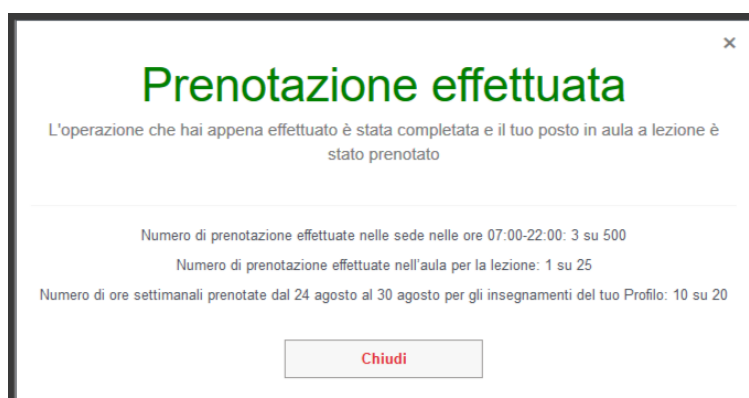 ×
Prenotazione effettuata
L'operazione che hai appena effettuato è stata completata e il tuo posto in aula a lezione è
stato prenotato
Numero di prenotazione effettuate nelle sede nelle ore 07:00-22:00: 3 su 500
Numero di prenotazione effettuate nell'aula per la lezione: 1 su 25
Numero di ore settimanali prenotate dal 24 agosto al 30 agosto per gli insegnamenti del tuo Profilo: 10 su 20
Chiudi